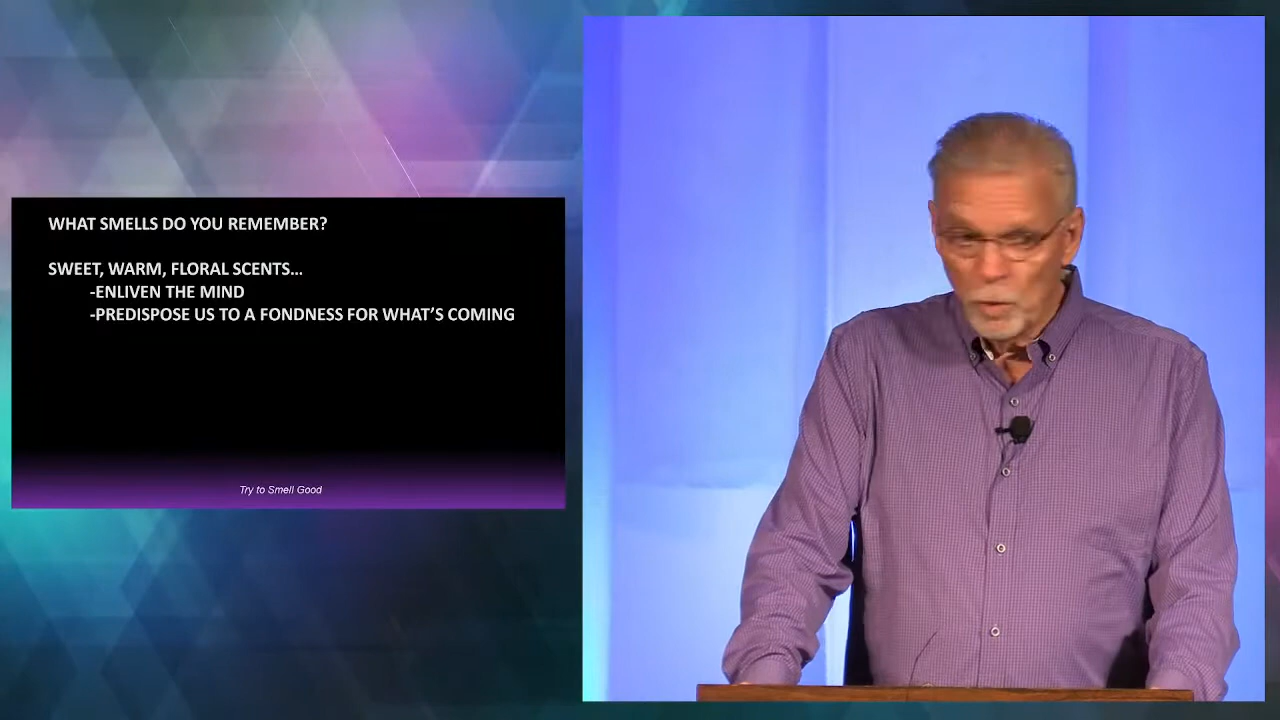 WHAT SMELLS DO YOU REMEMBER?
SWEET, WARM, FLORAL SCENTS...
-ENLIVEN THE MIND
-PREDISPOSE US TO A FONDNESS FOR WHAT'S COMING
Try to Smell Good